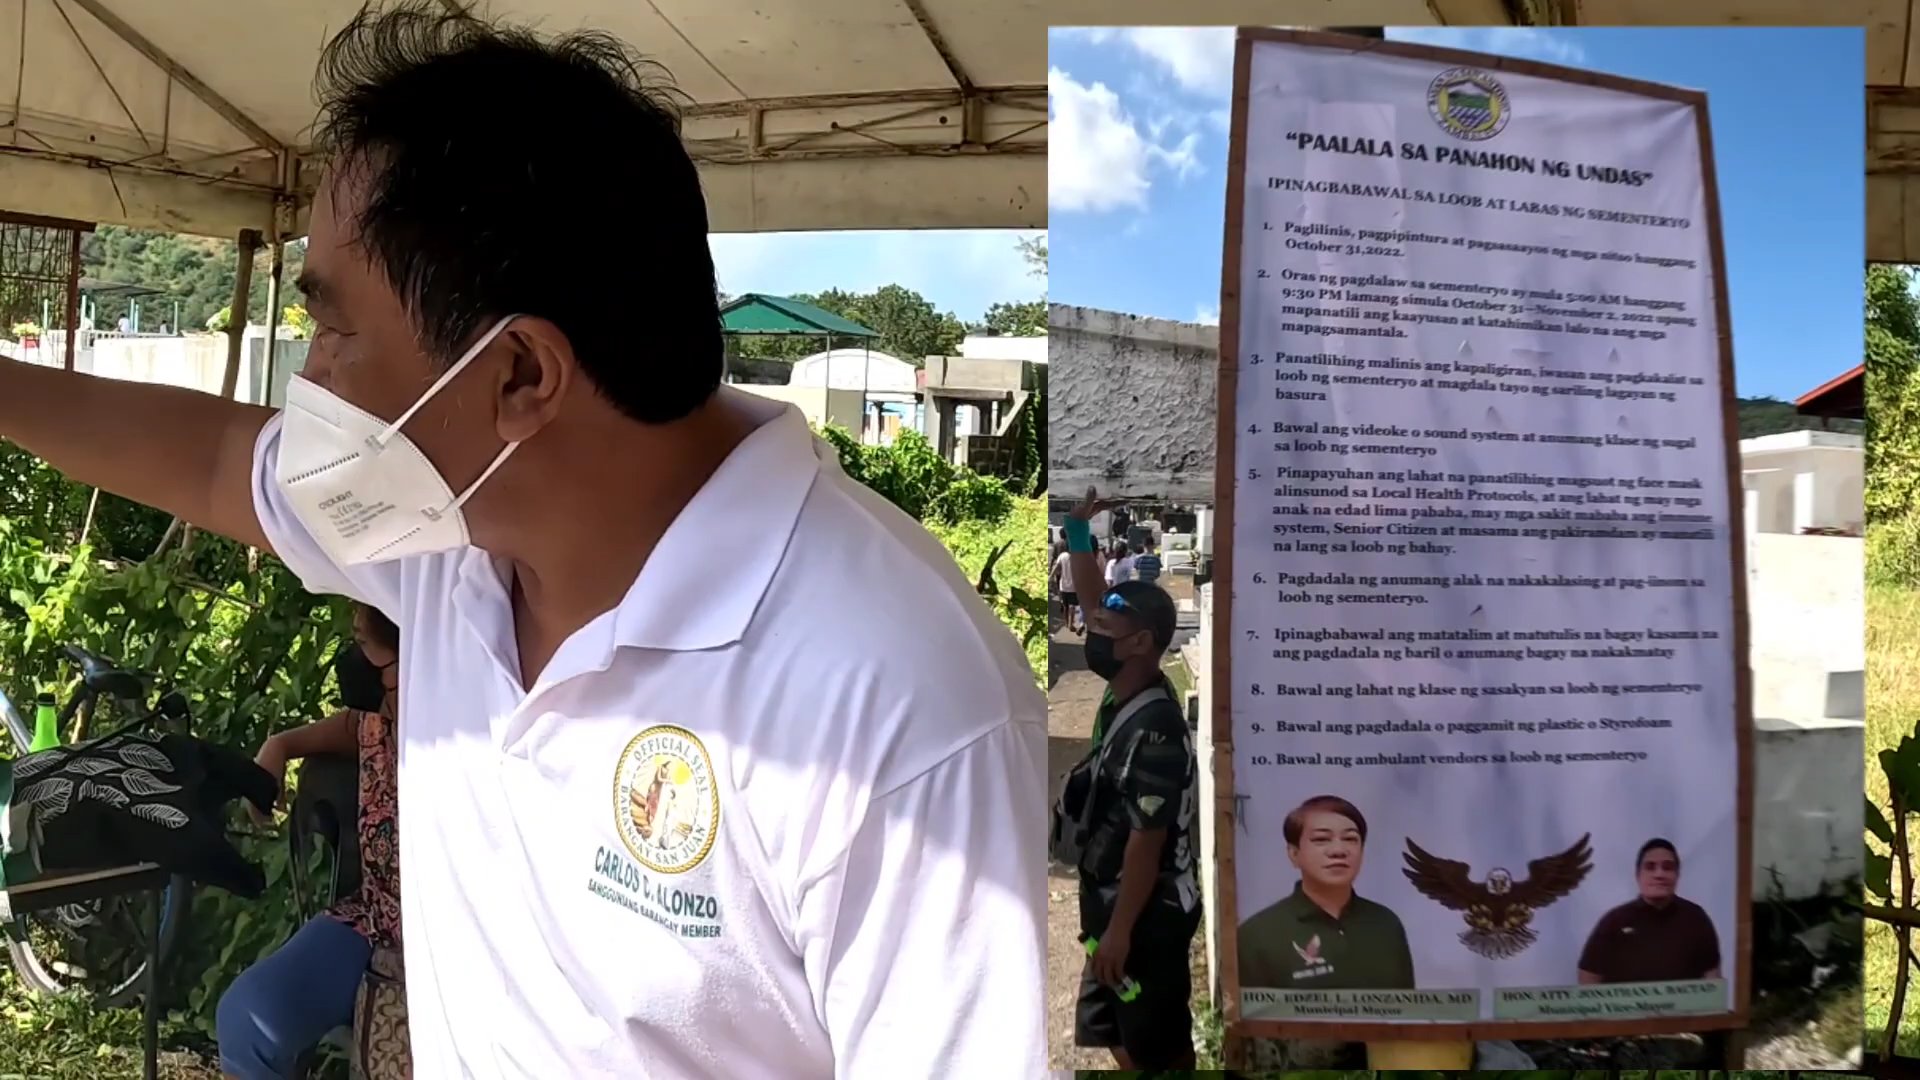 OFFICIAL SEAL
BARANGAY SAN JUAN
CARLOS D. ALONZO
SANGGUNIANG BARANGAY MEMBER
“PAALALA SA PANAHON NG UNDAS”
IPINAGBABAWAL SA LOOB AT LABAS NG SEMENTERYO
1. Paglilinis, pagpipintura at pagsasaayos ng mga nitso hanggang
October 31,2022.
2. Oras ng pagdalaw sa sementeryo ay mula 5:00 AM hanggang
9:30 PM lamang simula October 31—November 2, 2022 upang
mapanatili ang kaayusan at katahimikan lalo na ang mga
mapagsamantala.
3. Panatilihing malinis ang kapaligiran, iwasan ang pagkakalat sa
loob ng sementeryo at magdala tayo ng sariling lagayan ng
basura
4. Bawal ang videoke o sound system at anumang klase ng sugal
sa loob ng sementeryo
5. Pinapayuhan ang lahat na panatilihing magsuot ng face mask
alinsunod sa Local Health Protocols, at ang lahat ng may mga
anak na edad lima pababa, may mga sakit mababa ang immune
system, Senior Citizen at masama ang pakiramdam ay manatili
na lang sa loob ng bahay.
6. Pagdadala ng anumang alak na nakakalasing at pag-iinom sa
loob ng sementeryo.
7. Ipinagbabawal ang matatalim at matutulis na bagay kasama na
ang pagdadala ng baril o anumang bagay na nakakmatay
8. Bawal ang lahat ng klase ng sasakyan sa loob ng sementeryo
9. Bawal ang pagdadala o paggamit ng plastic o Styrofoam
10. Bawal ang ambulant vendors sa loob ng sementeryo
HON. EDZEL L. LONZANIDA, MD
Municipal Mayor
HON. ATTY. JONATHAN A. BACTAD
Municipal Vice-Mayor